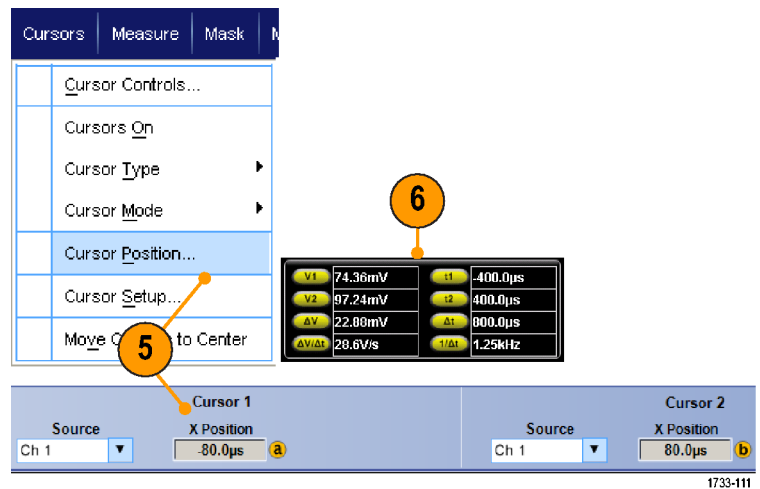 Cursors Measure Mask
Cursor Controls...
Cursors On
Cursor Type
Cursor Mode
Cursor Position...
Cursor Setup...
Move to Center
5
6
V1 74.36mV t1 -400.0µs
V2 97.24mV t2 400.0µs
ΔV 22.88mV Δt 800.0µs
ΔV/Δt 28.6V/s 1/Δt 1.25kHz
Cursor 1 Cursor 2
Source X Position Source X Position
Ch 1 -80.0µs a Ch 1 80.0µs b
1733-111